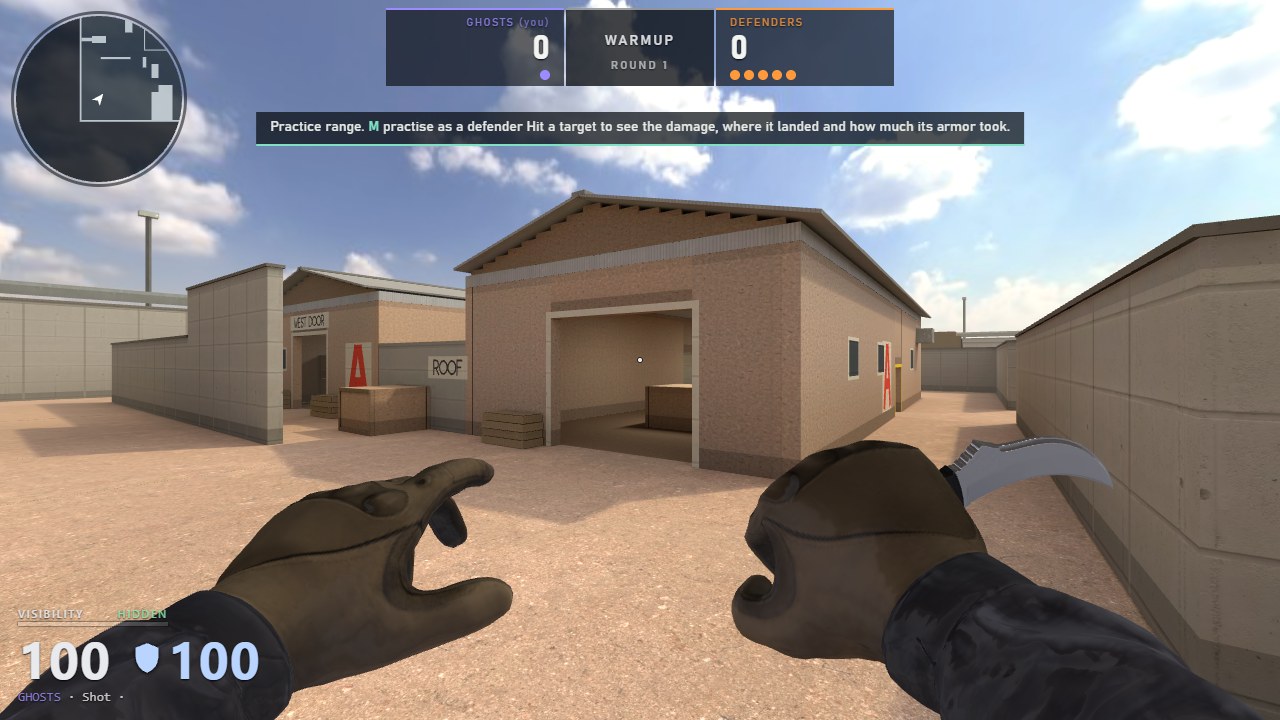 GHOSTS (you)
0
WARMUP
ROUND 1
DEFENDERS
0
Practice range. M practise as a defender Hit a target to see the damage, where it landed and how much its armor took.
WEST DOOR
A
ROOF
A
VISIBILITY HIDDEN
100 100
GHOSTS · Shot ·